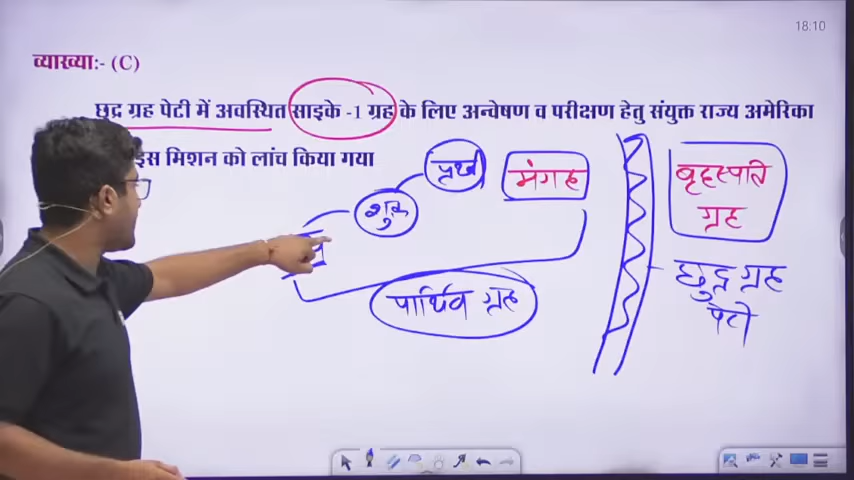 18:10
व्याख्याः- (C)
छुद्र ग्रह पेटी में अवस्थित साइके -1 ग्रह के लिए अन्वेषण व परीक्षण हेतु संयुक्त राज्य अमेरिका
इस मिशन को लांच किया गया
पृथ्वी
मंगल
बृहस्पति
ग्रह
शुक्र
पार्थिव ग्रह
छुद्र ग्रह
पेटी